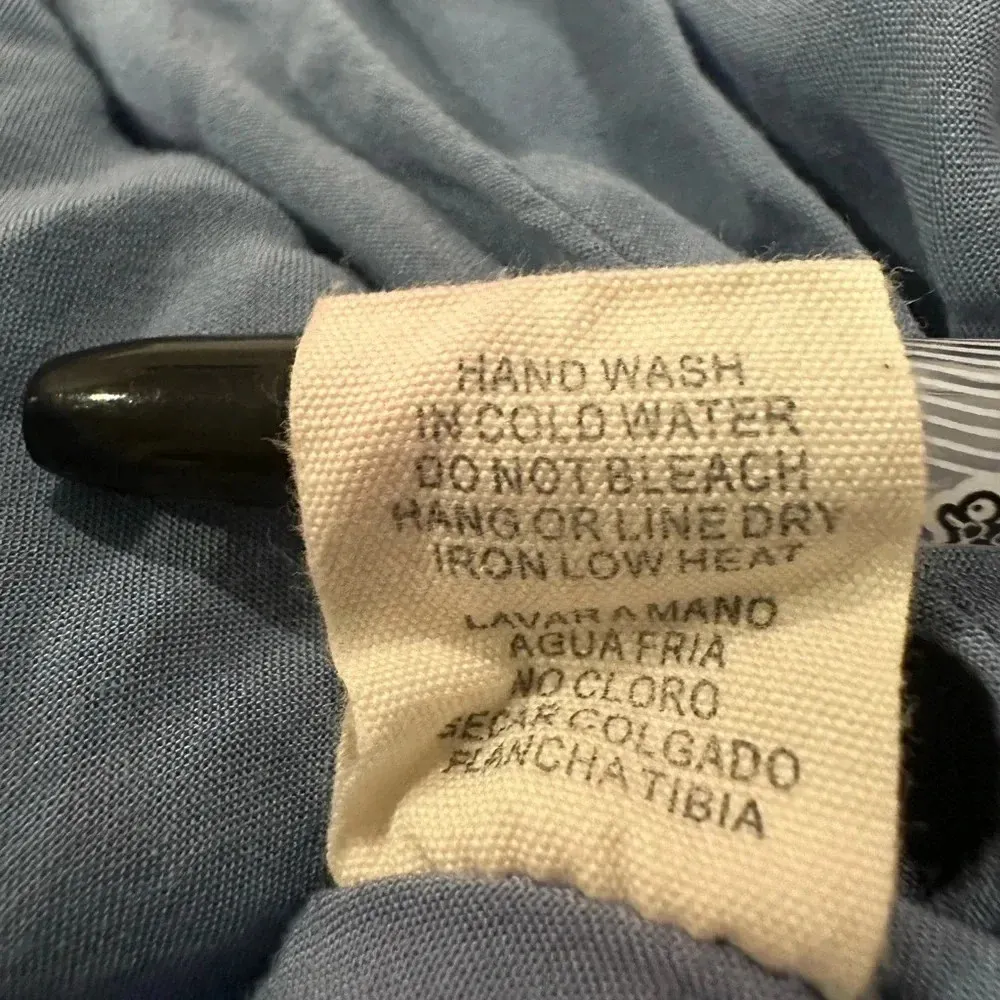 HAND WASH
IN COLD WATER
DO NOT BLEACH
HANG OR LINE DRY
IRON LOW HEAT
LAVAR A MANO
AGUA FRIA
NO CLORO
SECAR COLGADO
PLANCHA TIBIA